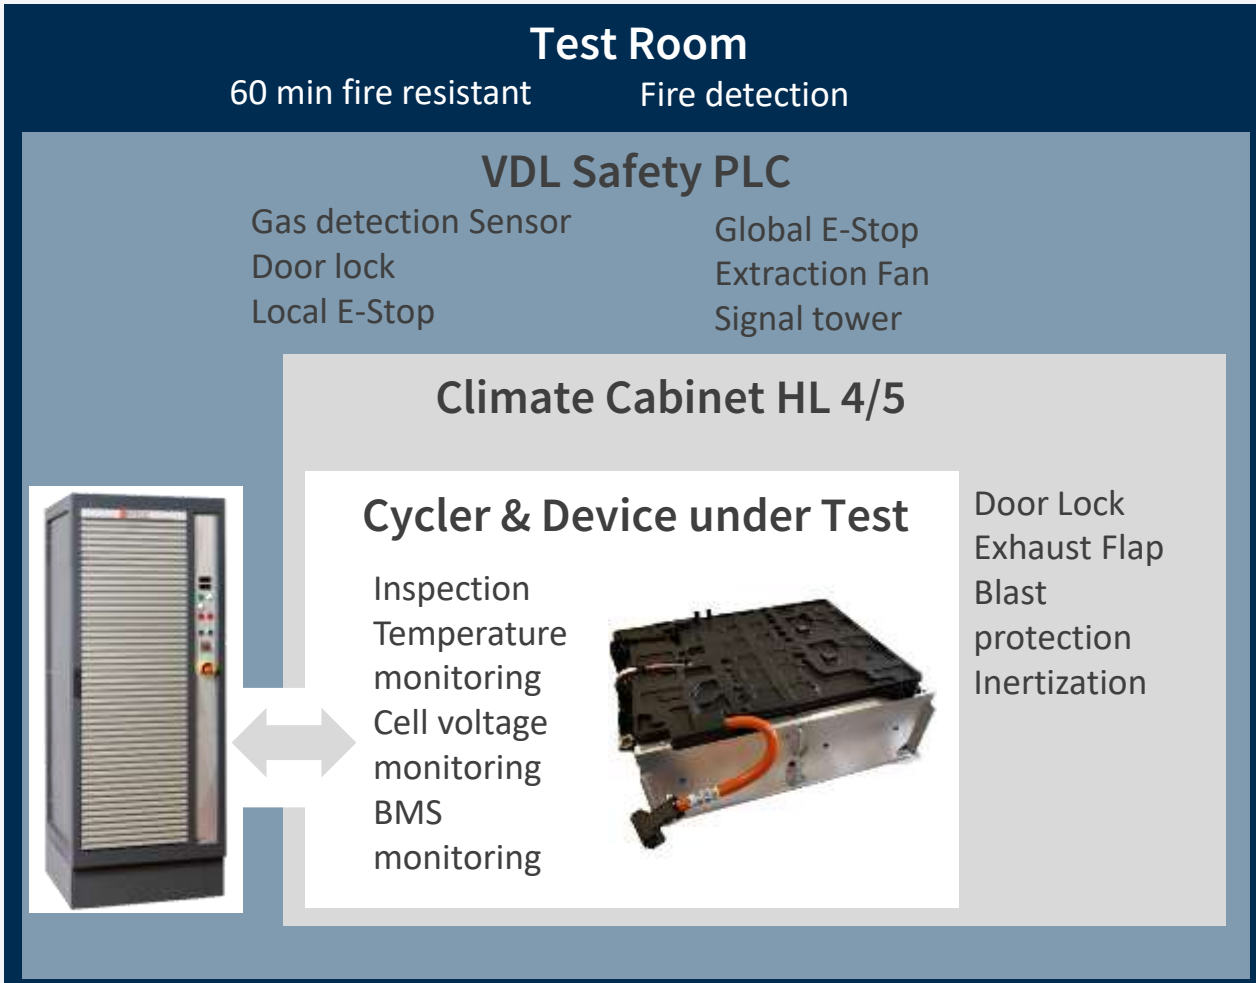 Test Room
60 min fire resistant
Fire detection
VDL Safety PLC
Gas detection Sensor
Door lock
Local E-Stop
Global E-Stop
Extraction Fan
Signal tower
Climate Cabinet HL 4/5
Cycler & Device under Test
Inspection
Temperature
monitoring
Cell voltage
monitoring
BMS
monitoring
Door Lock
Exhaust Flap
Blast
protection
Inertization